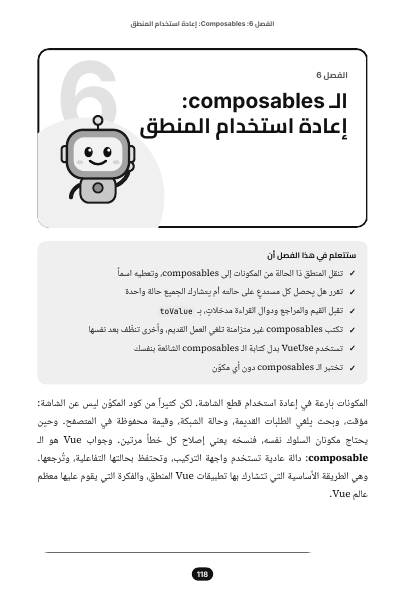 الفصل 6: Composables: إعادة استخدام المنطق
6
الفصل 6
الـ composables:
إعادة استخدام المنطق
ستتعلم في هذا الفصل أن
✓ تنقل المنطق ذا الحالة من المكونات إلى composables، وتعطيه اسماً
✓ تقرر هل يحصل كل مستدعٍ على حالته أم يتشارك الجميع حالة واحدة
✓ تقبل القيم والمراجع ودوال القراءة مدخلاتٍ، بـ toValue
✓ تكتب composables غير متزامنة تلغي العمل القديم، وأخرى تنظّف بعد نفسها
✓ تستخدم VueUse بدل كتابة الـ composables الشائعة بنفسك
✓ تختبر الـ composables دون أي مكوّن
المكونات بارعة في إعادة استخدام قطع الشاشة. لكن كثيراً من كود المكوّن ليس عن الشاشة:
مؤقت، وبحث يلغي الطلبات القديمة، وحالة الشبكة، وقيمة محفوظة في المتصفح. وحين
يحتاج مكونان السلوك نفسه، فنسخه يعني إصلاح كل خطأ مرتين. وجواب Vue هو الـ
composable: دالة عادية تستخدم واجهة التركيب، وتحتفظ بحالتها التفاعلية، وتُرجعها.
وهي الطريقة الأساسية التي تتشارك بها تطبيقات Vue المنطق، والفكرة التي يقوم عليها معظم
عالم Vue.
118